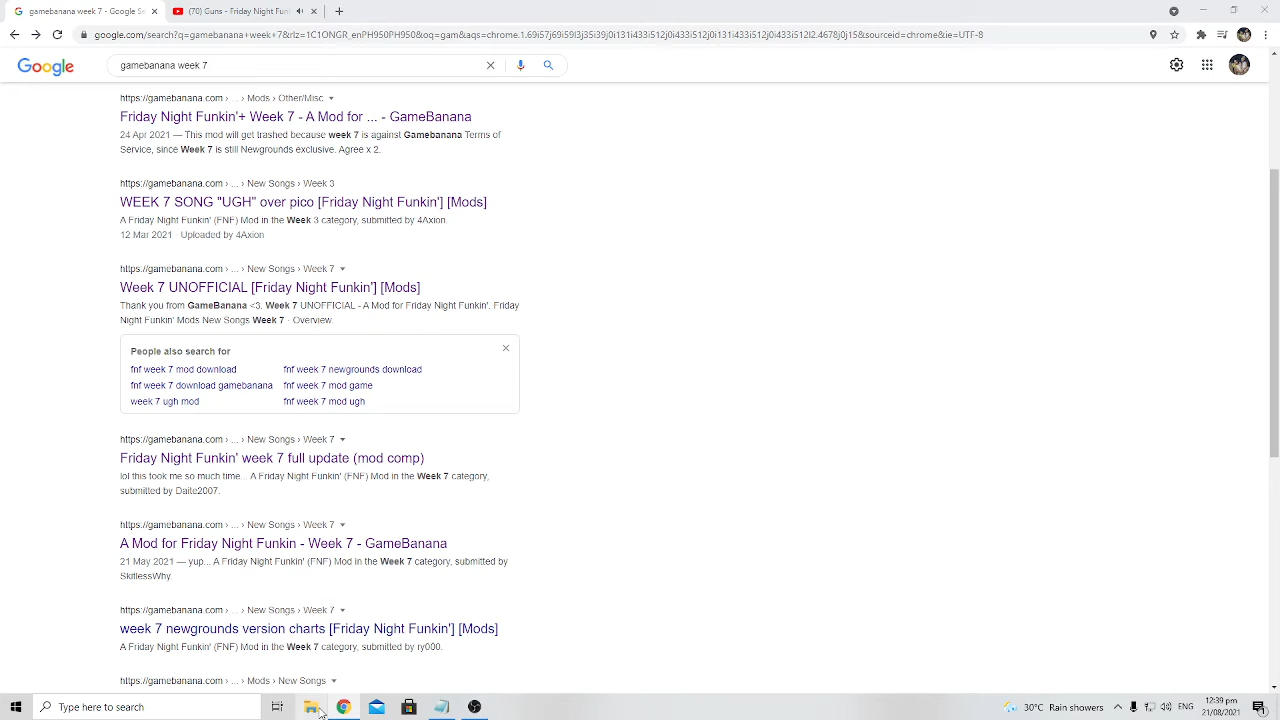 gamebanana week 7 - Google Se
(70) Guns - Friday Night Fun
google.com/search?q=gamebanana+week+7&rlz=1C1ONGR_enPH950PH950&oq=gam&aqs=chrome.1.69i57j69i59l3j35i39j0i131i433i512j0i433i512j0i131i433i512j0i433i512l2.4678j0j15&sourceid=chrome&ie=UTF-8
Google
gamebanana week 7
https://gamebanana.com › ... › Mods › Other/Misc
Friday Night Funkin'+ Week 7 - A Mod for ... - GameBanana
24 Apr 2021 — This mod will get trashed because week 7 is against Gamebanana Terms of
Service, since Week 7 is still Newgrounds exclusive. Agree x 2.
https://gamebanana.com › ... › New Songs › Week 3
WEEK 7 SONG "UGH" over pico [Friday Night Funkin'] [Mods]
A Friday Night Funkin' (FNF) Mod in the Week 3 category, submitted by 4Axion.
12 Mar 2021 · Uploaded by 4Axion
https://gamebanana.com › ... › New Songs › Week 7
Week 7 UNOFFICIAL [Friday Night Funkin'] [Mods]
Thank you from GameBanana <3. Week 7 UNOFFICIAL - A Mod for Friday Night Funkin'. Friday
Night Funkin' Mods New Songs Week 7 · Overview.
People also search for
fnf week 7 mod download
fnf week 7 newgrounds download
fnf week 7 download gamebanana
fnf week 7 mod game
week 7 ugh mod
fnf week 7 mod ugh
https://gamebanana.com › ... › New Songs › Week 7
Friday Night Funkin' week 7 full update (mod comp)
lol this took me so much time... A Friday Night Funkin' (FNF) Mod in the Week 7 category,
submitted by Daite2007.
https://gamebanana.com › ... › New Songs › Week 7
A Mod for Friday Night Funkin - Week 7 - GameBanana
21 May 2021 — yup... A Friday Night Funkin' (FNF) Mod in the Week 7 category, submitted by
SkitlessWhy.
https://gamebanana.com › ... › New Songs › Week 7
week 7 newgrounds version charts [Friday Night Funkin'] [Mods]
A Friday Night Funkin' (FNF) Mod in the Week 7 category, submitted by ry000.
https://gamebanana.com › ... › Mods › New Songs
Type here to search
30°C Rain showers
ENG
12:39 pm
21/08/2021